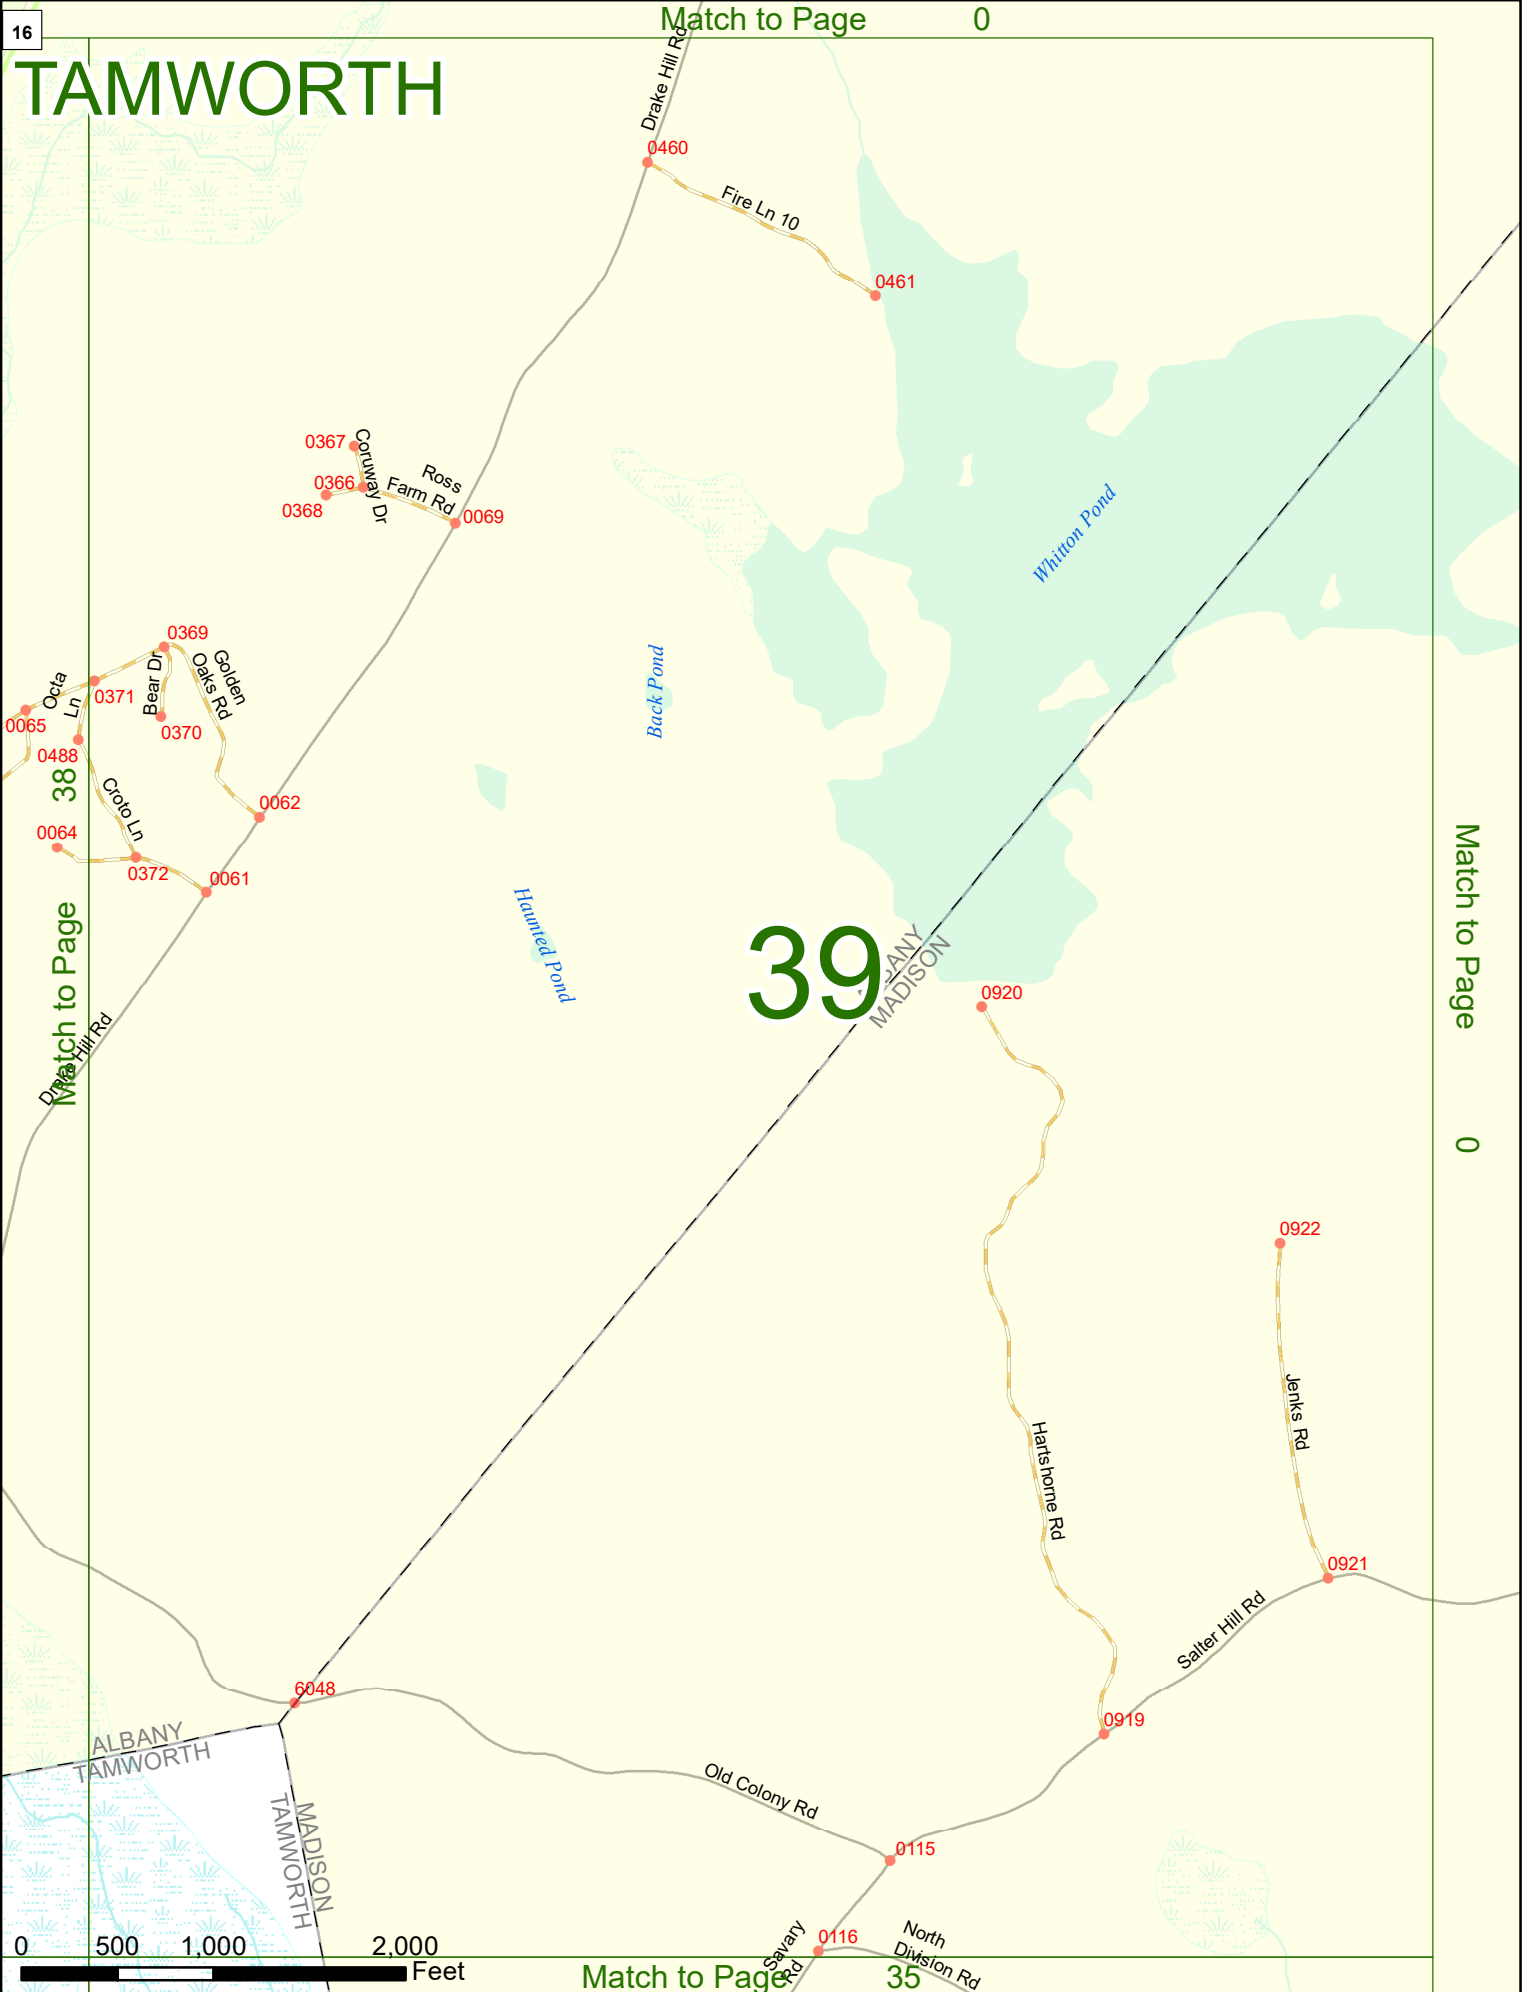 Match to Page 0
16
TAMWORTH
Drake Hill Rd
0460
Fire Ln 10
0461
0367
Coruway Dr
0366
0368
Ross
Farm Rd
0069
Whitton Pond
0369
Golden
Oaks Rd
Bear Dr
0371
Octa
Ln
0065
0370
0488
Back Pond
38
Croto Ln
0062
0064
0372
0061
Match to Page
Haunted Pond
39
MADISON
0920
Match to Page 0
Drake Hill Rd
0922
Jenks Rd
Hartshorne Rd
0921
Salter Hill Rd
6048
0919
ALBANY
TAMWORTH
MADISON
TAMWORTH
Old Colony Rd
0115
0116
Savary
Rd
North
Division Rd
0 500 1,000 2,000
Feet
Match to Page 35